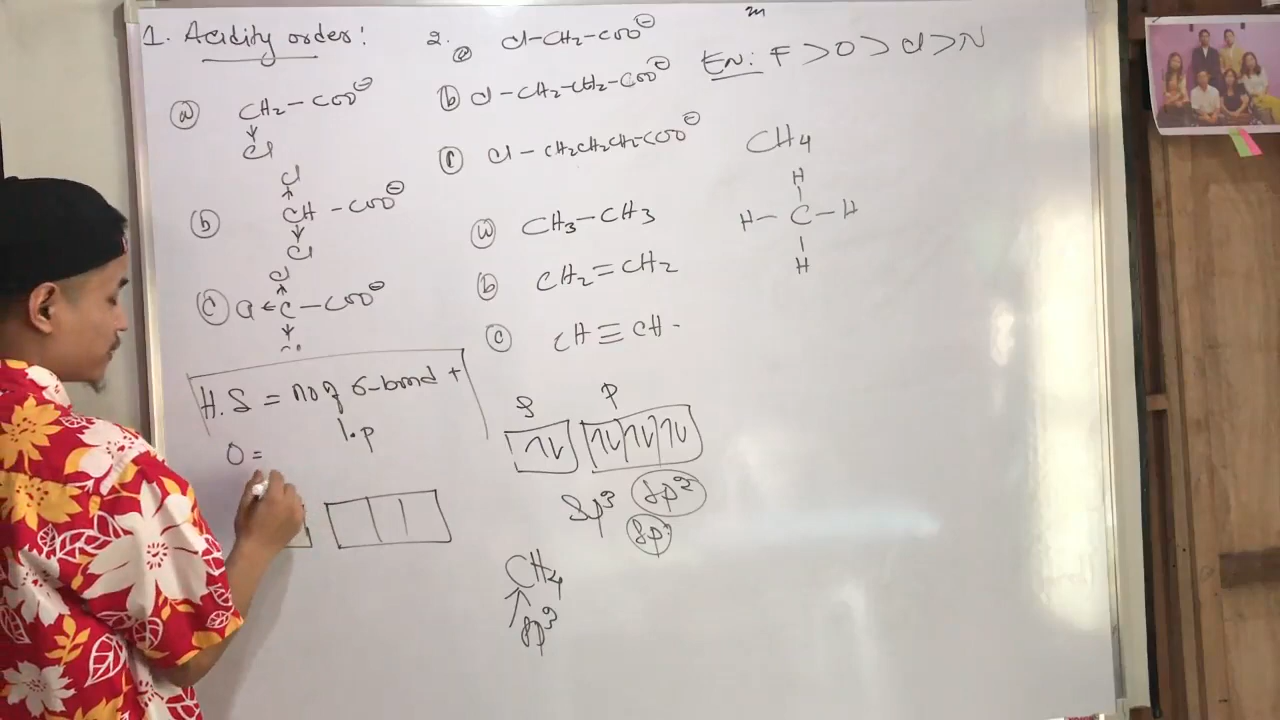 1. Acidity order:
(a) CH2-COO⊖
↓
Cl
Cl
↑
(b) CH-COO⊖
↓
Cl
Cl
↑
(c) Cl←C-COO⊖
↓
H.S = no of σ-bond +
l.p
O =
2.
(a) Cl-CH2-COO⊖
(b) Cl-CH2-CH2-COO⊖
(c) Cl-CH2CH2CH2-COO⊖
(a) CH3-CH3
(b) CH2=CH2
(c) CH≡CH.
S P
↿⇂ ↿⇂ ↿⇂ ↿⇂
Sp3 Sp2
Sp
CH4
Sp3
EN: F>O>Cl>N
CH4
H
H-C-H
H